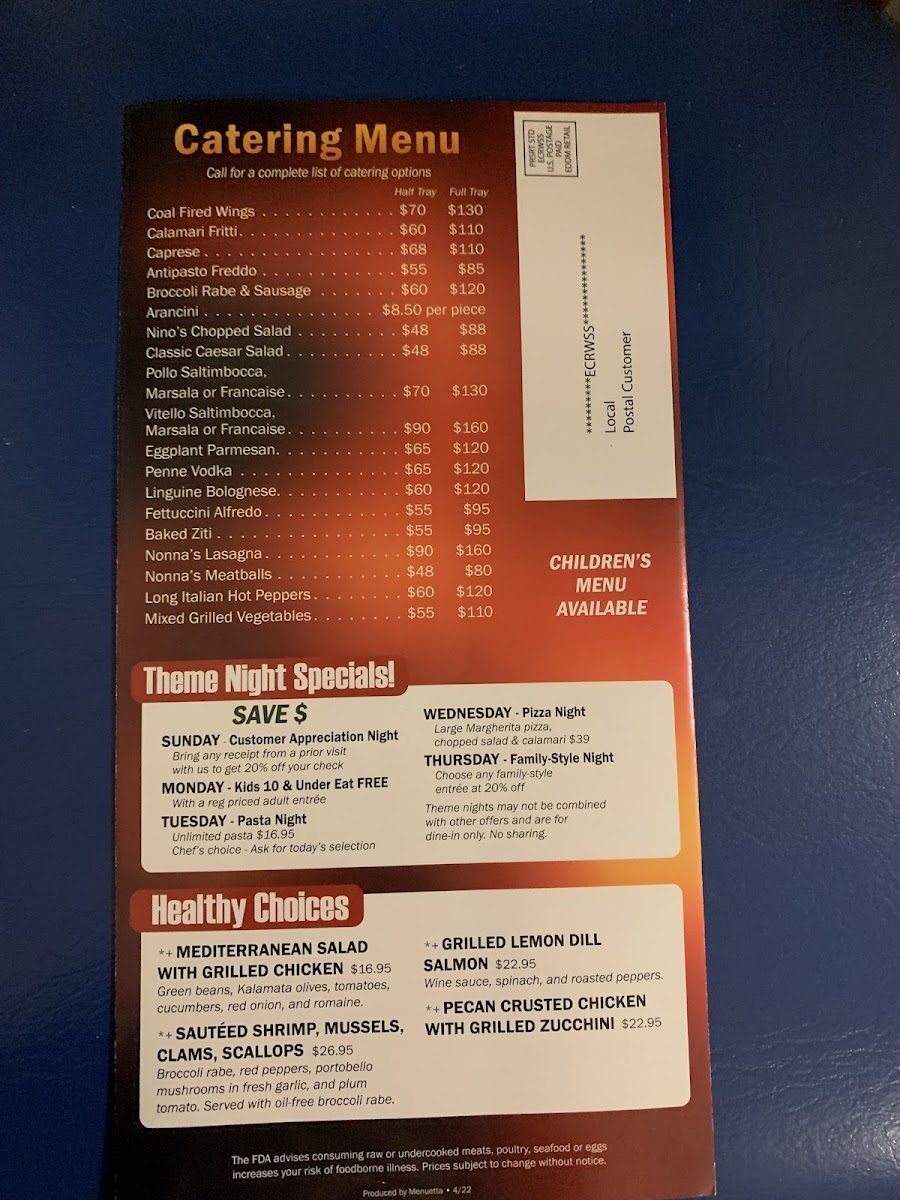 Catering Menu
Call for a complete list of catering options
Half Tray Full Tray
Coal Fired Wings . . . . . . . . . . . . $70 $130
Calamari Fritti. . . . . . . . . . . . . . $60 $110
Caprese . . . . . . . . . . . . . . . . . $68 $110
Antipasto Freddo . . . . . . . . . . . . $55 $85
Broccoli Rabe & Sausage . . . . . . . $60 $120
Arancini . . . . . . . . . . . . . . . $8.50 per piece
Nino's Chopped Salad . . . . . . . . . $48 $88
Classic Caesar Salad. . . . . . . . . . $48 $88
Pollo Saltimbocca,
Marsala or Francaise. . . . . . . . . . $70 $130
Vitello Saltimbocca,
Marsala or Francaise. . . . . . . . . . $90 $160
Eggplant Parmesan. . . . . . . . . . . $65 $120
Penne Vodka . . . . . . . . . . . . . . $65 $120
Linguine Bolognese. . . . . . . . . . . $60 $120
Fettuccini Alfredo. . . . . . . . . . . . $55 $95
Baked Ziti . . . . . . . . . . . . . . . . $55 $95
Nonna's Lasagna. . . . . . . . . . . . $90 $160
Nonna's Meatballs . . . . . . . . . . . $48 $80
Long Italian Hot Peppers. . . . . . . . $60 $120
Mixed Grilled Vegetables. . . . . . . . $55 $110
PRSRT STD
ECRWSS
U.S. POSTAGE
PAID
EDDM RETAIL
*********ECRWSS****************
Local
Postal Customer
CHILDREN'S
MENU
AVAILABLE
Theme Night Specials!
SAVE $
SUNDAY - Customer Appreciation Night
Bring any receipt from a prior visit
with us to get 20% off your check
MONDAY - Kids 10 & Under Eat FREE
With a reg priced adult entrée
TUESDAY - Pasta Night
Unlimited pasta $16.95
Chef's choice - Ask for today's selection
WEDNESDAY - Pizza Night
Large Margherita pizza,
chopped salad & calamari $39
THURSDAY - Family-Style Night
Choose any family-style
entrée at 20% off
Theme nights may not be combined
with other offers and are for
dine-in only. No sharing.
Healthy Choices
*+ MEDITERRANEAN SALAD
WITH GRILLED CHICKEN $16.95
Green beans, Kalamata olives, tomatoes,
cucumbers, red onion, and romaine.
*+ SAUTÉED SHRIMP, MUSSELS,
CLAMS, SCALLOPS $26.95
Broccoli rabe, red peppers, portobello
mushrooms in fresh garlic, and plum
tomato. Served with oil-free broccoli rabe.
*+ GRILLED LEMON DILL
SALMON $22.95
Wine sauce, spinach, and roasted peppers.
*+ PECAN CRUSTED CHICKEN
WITH GRILLED ZUCCHINI $22.95
The FDA advises consuming raw or undercooked meats, poultry, seafood or eggs
increases your risk of foodborne illness. Prices subject to change without notice.
Produced by Menuetta • 4/22